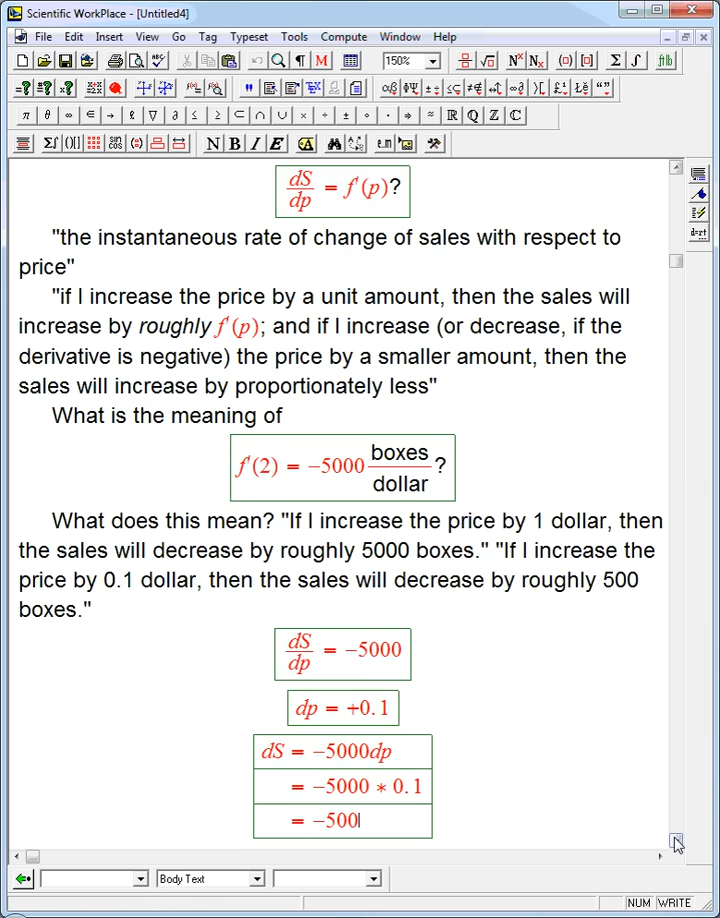 Scientific WorkPlace - [Untitled4]
File Edit Insert View Go Tag Typeset Tools Compute Window Help
150%
N B I E
NUM WRITE
dS/dp = f'(p)?
"the instantaneous rate of change of sales with respect to
price"
"if I increase the price by a unit amount, then the sales will
increase by roughly f'(p); and if I increase (or decrease, if the
derivative is negative) the price by a smaller amount, then the
sales will increase by proportionately less"
What is the meaning of
f'(2) = −5000 boxes/dollar?
What does this mean? "If I increase the price by 1 dollar, then
the sales will decrease by roughly 5000 boxes." "If I increase the
price by 0.1 dollar, then the sales will decrease by roughly 500
boxes."
dS/dp = −5000
dp = +0.1
dS = −5000dp
= −5000 * 0.1
= −500
Body Text